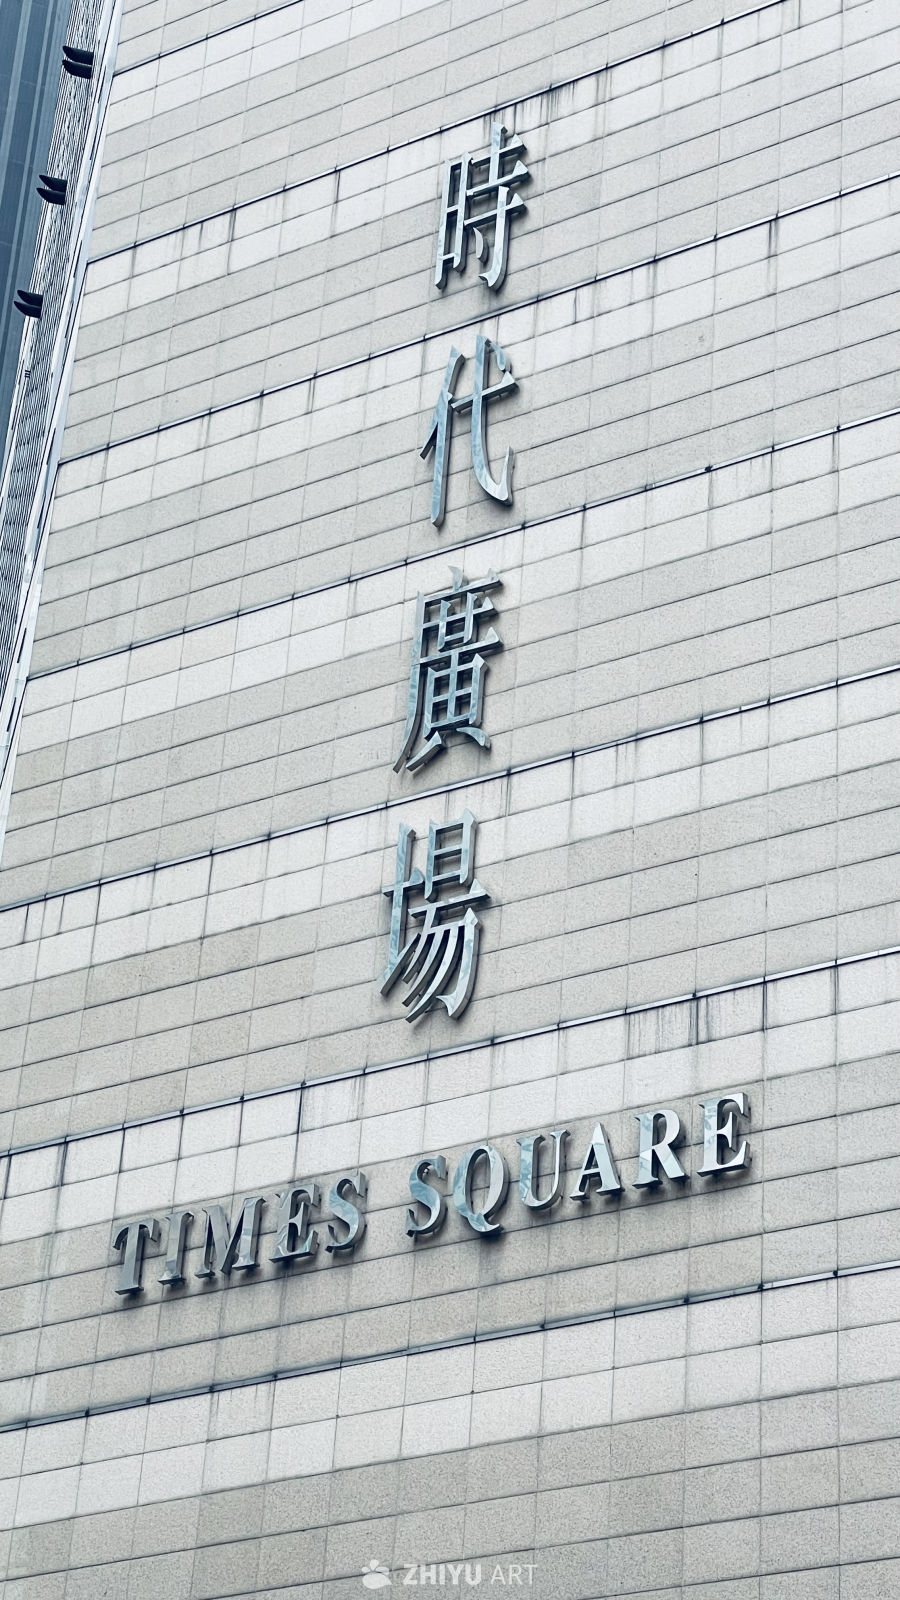 時代廣場
TIMES SQUARE
ZHIYU ART